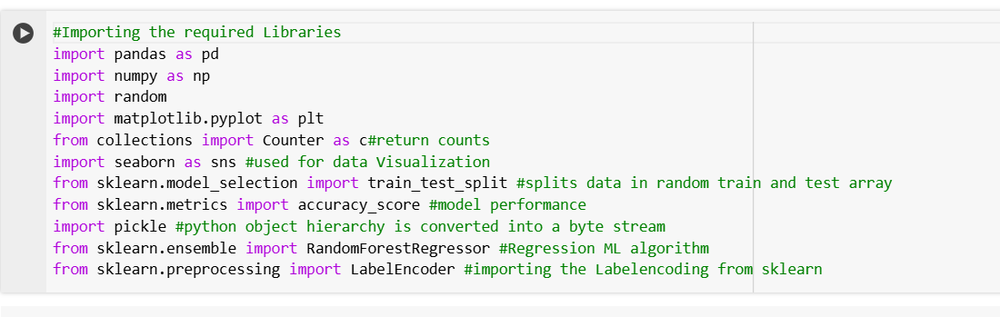 #Importing the required Libraries
import pandas as pd
import numpy as np
import random
import matplotlib.pyplot as plt
from collections import Counter as c#return counts
import seaborn as sns #used for data Visualization
from sklearn.model_selection import train_test_split #splits data in random train and test array
from sklearn.metrics import accuracy_score #model performance
import pickle #python object hierarchy is converted into a byte stream
from sklearn.ensemble import RandomForestRegressor #Regression ML algorithm
from sklearn.preprocessing import LabelEncoder #importing the Labelencoding from sklearn